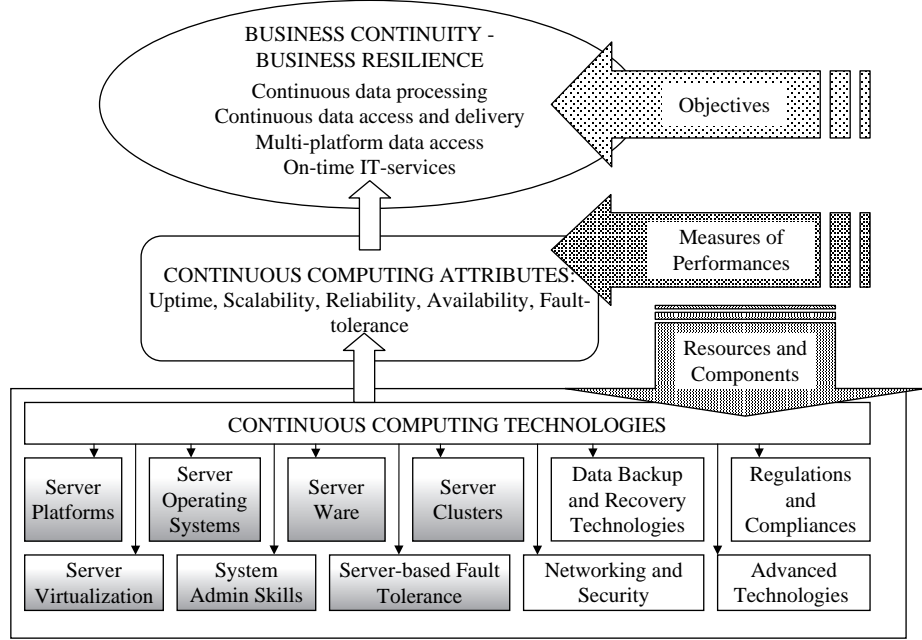 BUSINESS CONTINUITY -
BUSINESS RESILIENCE
Continuous data processing
Continuous data access and delivery
Multi-platform data access
On-time IT-services
Objectives
Measures of
Performances
CONTINUOUS COMPUTING ATTRIBUTES:
Uptime, Scalability, Reliability, Availability, Fault-
tolerance
Resources and
Components
CONTINUOUS COMPUTING TECHNOLOGIES
Server
Platforms
Server
Operating
Systems
Server
Ware
Server
Clusters
Data Backup
and Recovery
Technologies
Regulations
and
Compliances
Server
Virtualization
System
Admin Skills
Server-based Fault
Tolerance
Networking and
Security
Advanced
Technologies